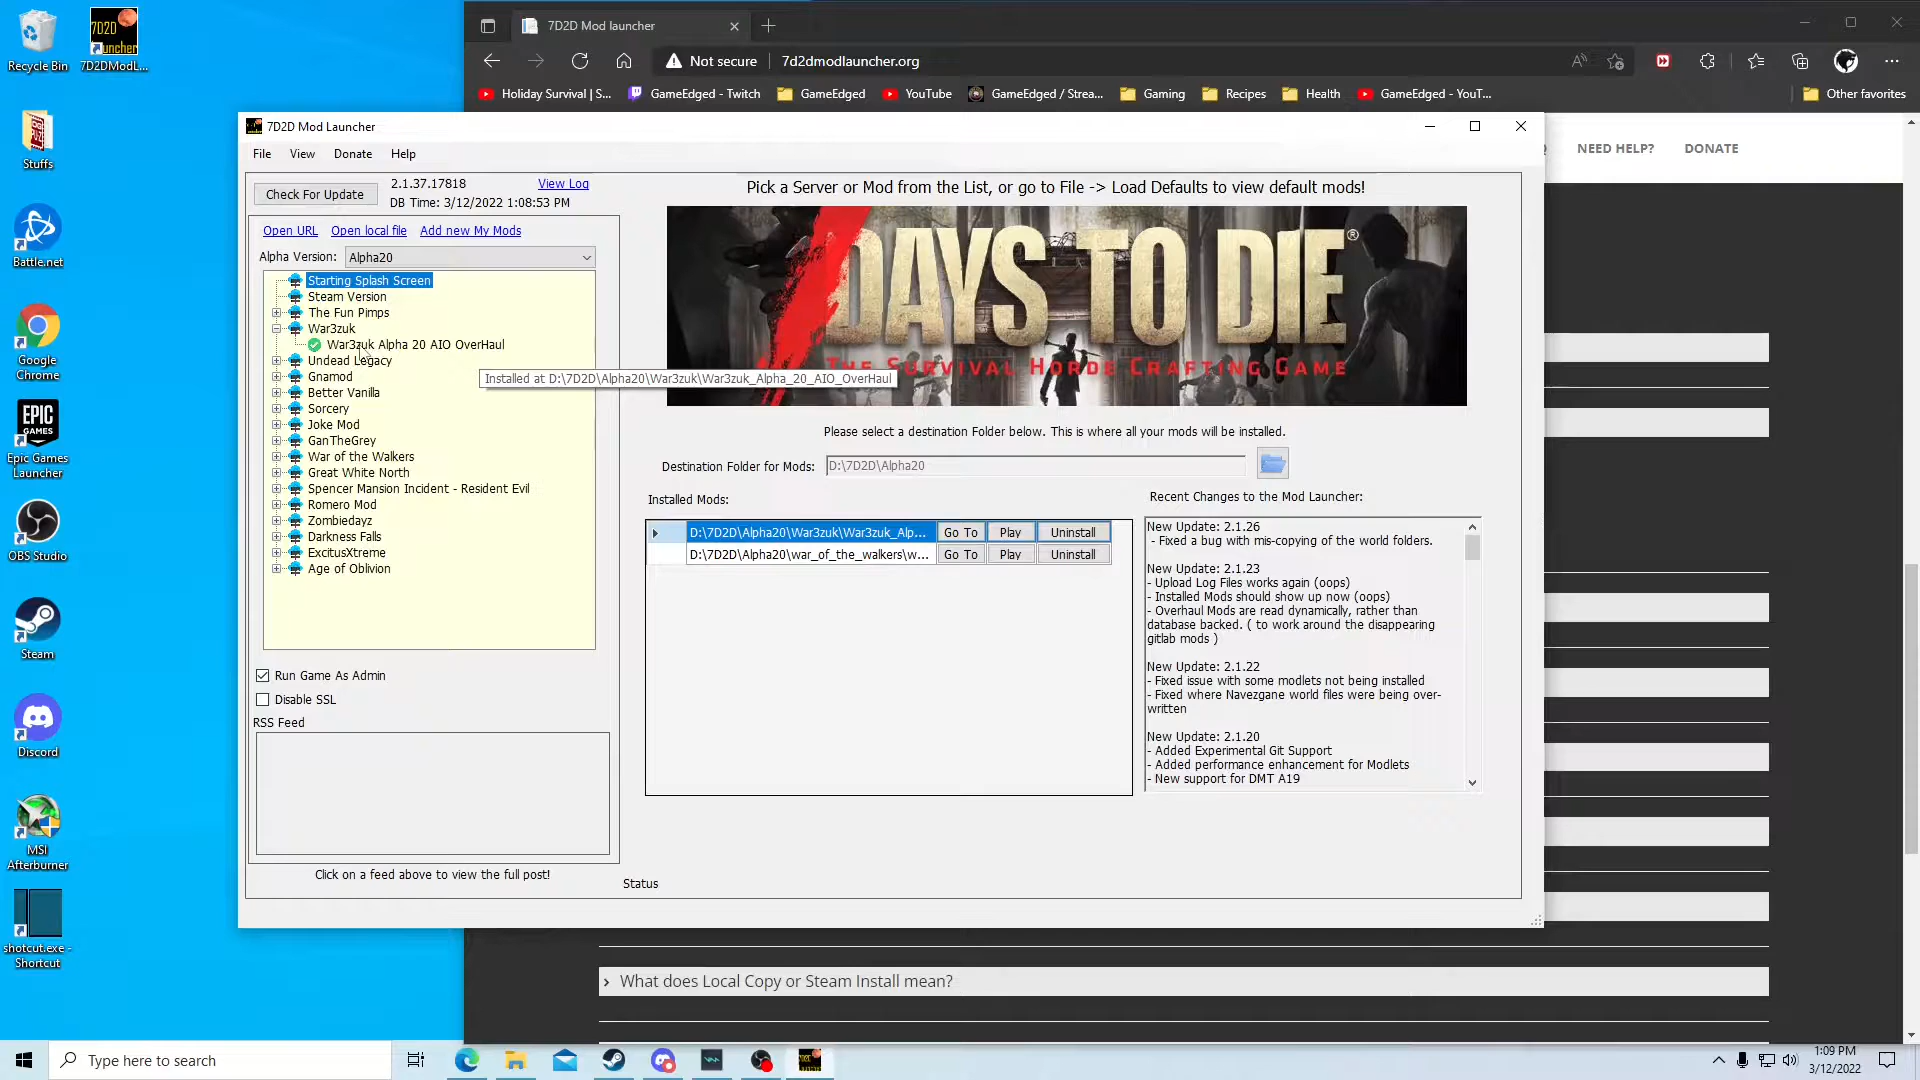 Recycle Bin
7D2DModL...
Stuffs
Battle.net
Google
Chrome
EPIC
GAMES
Epic Games
Launcher
OBS Studio
Steam
Discord
MSI
Afterburner
shotcut.exe -
Shortcut
7D2D Mod launcher
Not secure
7d2dmodlauncher.org
Holiday Survival | S...
GameEdged - Twitch
GameEdged
YouTube
GameEdged / Strea...
Gaming
Recipes
Health
GameEdged - YouT...
Other favorites
NEED HELP?
DONATE
7D2D Mod Launcher
File View Donate Help
Check For Update
2.1.37.17818
View Log
DB Time: 3/12/2022 1:08:53 PM
Open URL Open local file Add new My Mods
Alpha Version: Alpha20
Starting Splash Screen
Steam Version
The Fun Pimps
War3zuk
War3zuk Alpha 20 AIO OverHaul
Undead Legacy
Gnamod
Better Vanilla
Sorcery
Joke Mod
GanTheGrey
War of the Walkers
Great White North
Spencer Mansion Incident - Resident Evil
Romero Mod
Zombiedayz
Darkness Falls
ExcitusXtreme
Age of Oblivion
Installed at D:\7D2D\Alpha20\War3zuk\War3zuk_Alpha_20_AIO_OverHaul
Run Game As Admin
Disable SSL
RSS Feed
Click on a feed above to view the full post!
Pick a Server or Mod from the List, or go to File -> Load Defaults to view default mods!
7 DAYS TO DIE®
THE SURVIVAL HORDE CRAFTING GAME
Please select a destination Folder below. This is where all your mods will be installed.
Destination Folder for Mods: D:\7D2D\Alpha20
Installed Mods:
D:\7D2D\Alpha20\War3zuk\War3zuk_Alp... Go To Play Uninstall
D:\7D2D\Alpha20\war_of_the_walkers\w... Go To Play Uninstall
Recent Changes to the Mod Launcher:
New Update: 2.1.26
- Fixed a bug with mis-copying of the world folders.
New Update: 2.1.23
- Upload Log Files works again (oops)
- Installed Mods should show up now (oops)
- Overhaul Mods are read dynamically, rather than
database backed. ( to work around the disappearing
gitlab mods )
New Update: 2.1.22
- Fixed issue with some modlets not being installed
- Fixed where Navezgane world files were being over-
written
New Update: 2.1.20
- Added Experimental Git Support
- Added performance enhancement for Modlets
- New support for DMT A19
Status
What does Local Copy or Steam Install mean?
Type here to search
1:09 PM
3/12/2022